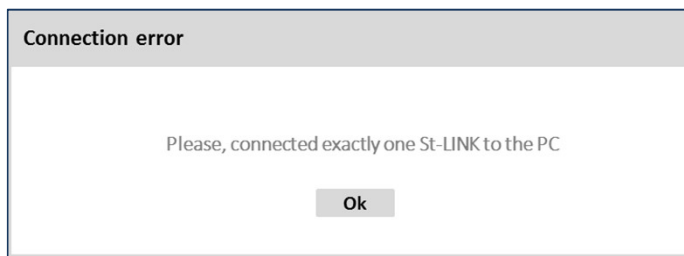 Connection error
Please, connected exactly one St-LINK to the PC
Ok